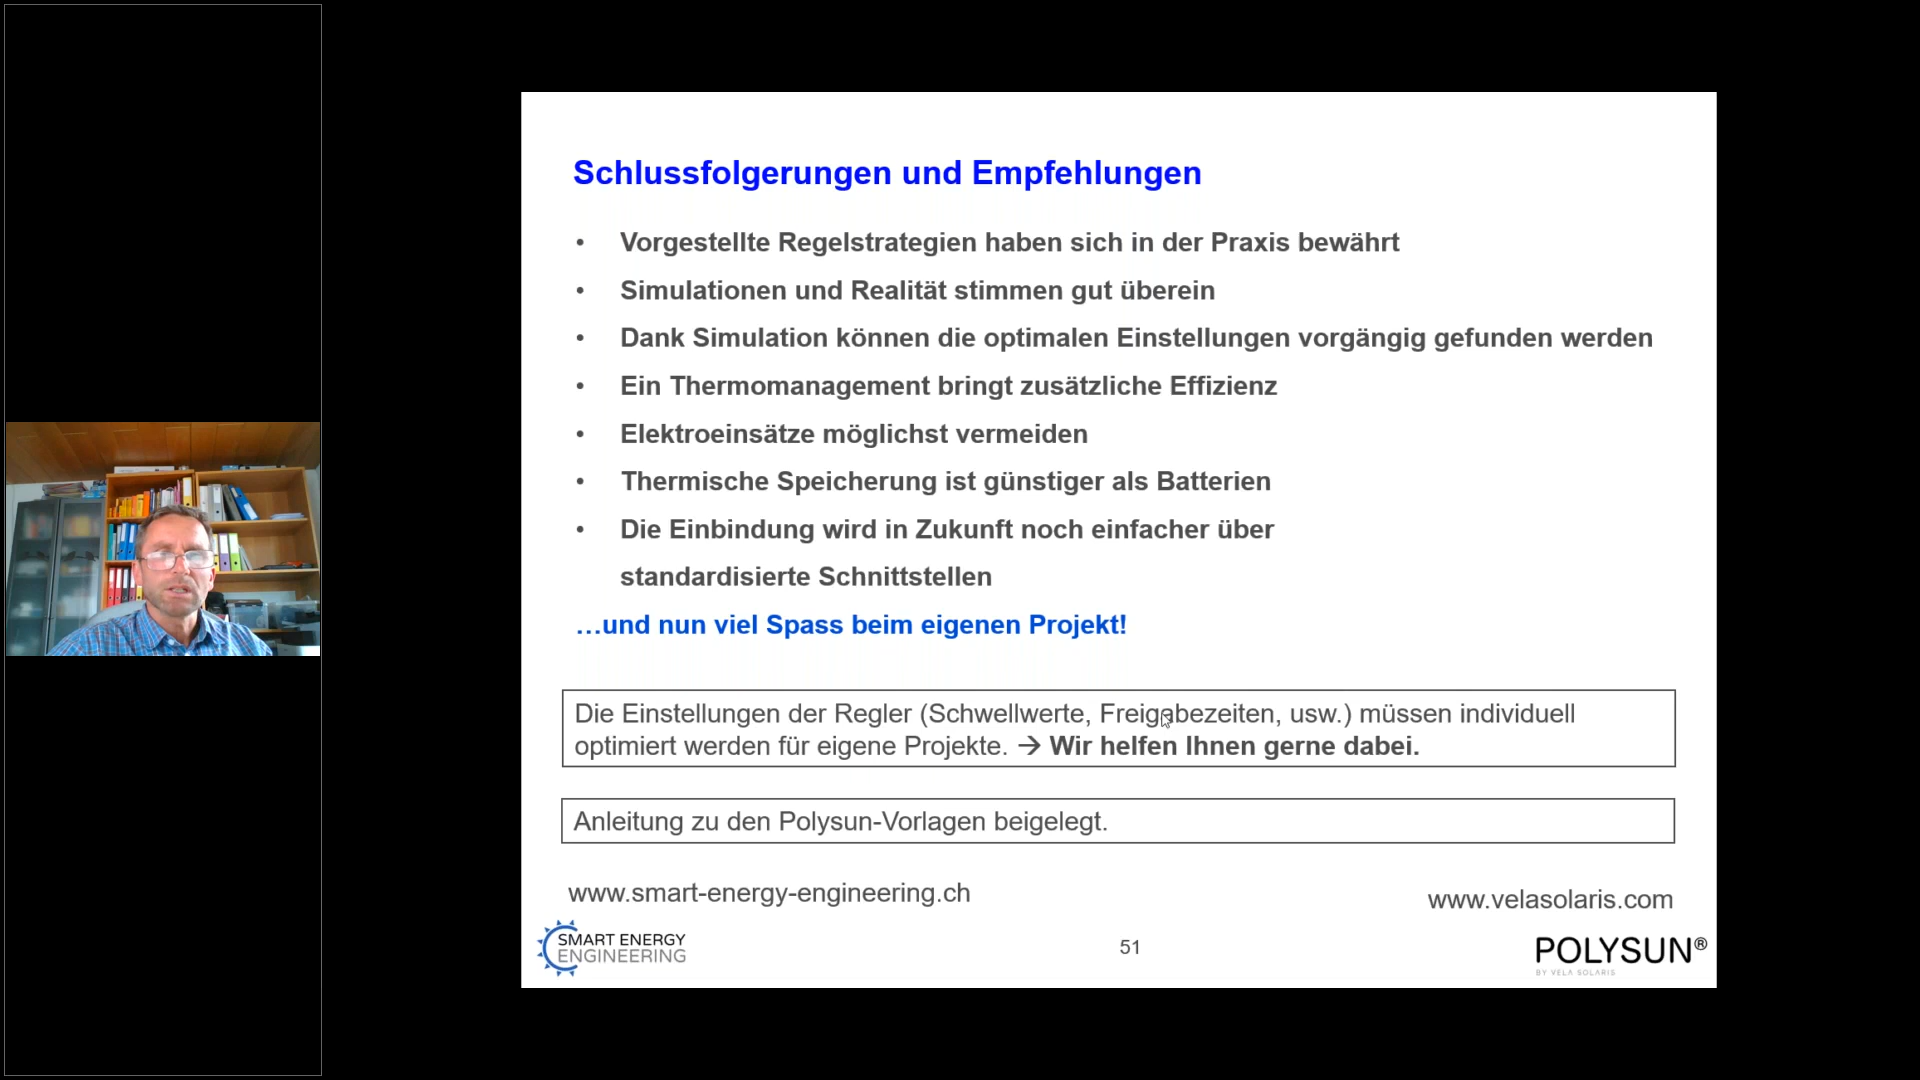 Schlussfolgerungen und Empfehlungen
• Vorgestellte Regelstrategien haben sich in der Praxis bewährt
• Simulationen und Realität stimmen gut überein
• Dank Simulation können die optimalen Einstellungen vorgängig gefunden werden
• Ein Thermomanagement bringt zusätzliche Effizienz
• Elektroeinsätze möglichst vermeiden
• Thermische Speicherung ist günstiger als Batterien
• Die Einbindung wird in Zukunft noch einfacher über
standardisierte Schnittstellen
…und nun viel Spass beim eigenen Projekt!
Die Einstellungen der Regler (Schwellwerte, Freigabezeiten, usw.) müssen individuell
optimiert werden für eigene Projekte. → Wir helfen Ihnen gerne dabei.
Anleitung zu den Polysun-Vorlagen beigelegt.
www.smart-energy-engineering.ch
www.velasolaris.com
SMART ENERGY
ENGINEERING
51
POLYSUN®
BY VELA SOLARIS